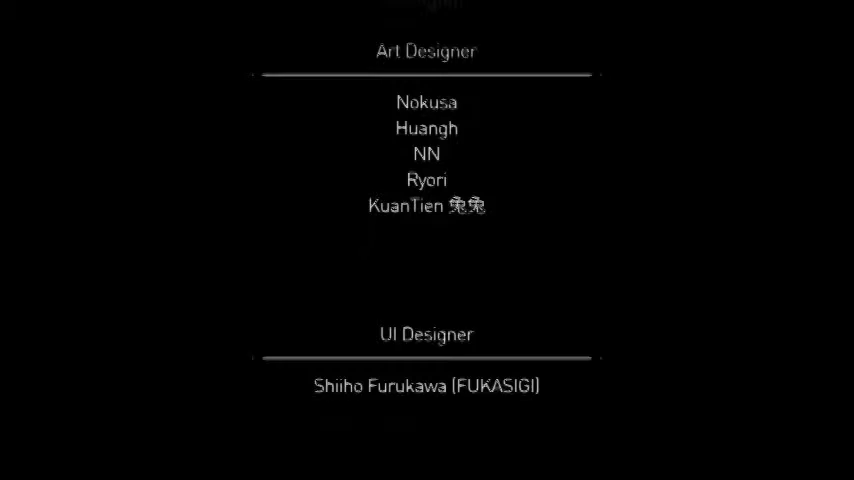 Art Designer
Nokusa
Huangh
NN
Ryori
KuanTien 兔兔
UI Designer
Shiiho Furukawa (FUKASIGI)